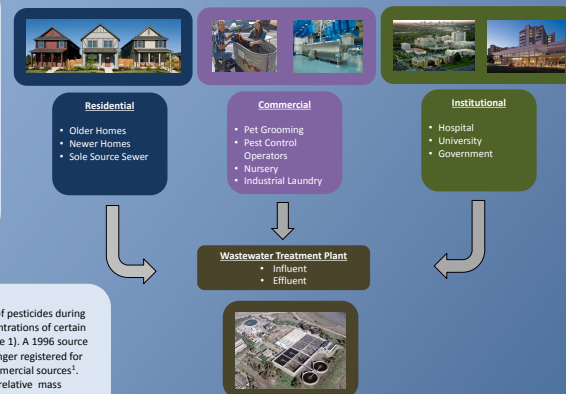 Residential
• Older Homes
• Newer Homes
• Sole Source Sewer
Commercial
• Pet Grooming
• Pest Control
Operators
• Nursery
• Industrial Laundry
Institutional
• Hospital
• University
• Government
Wastewater Treatment Plant
• Influent
• Effluent
of pesticides during
ntrations of certain
e 1). A 1996 source
nger registered for
mercial sources¹.
relative mass